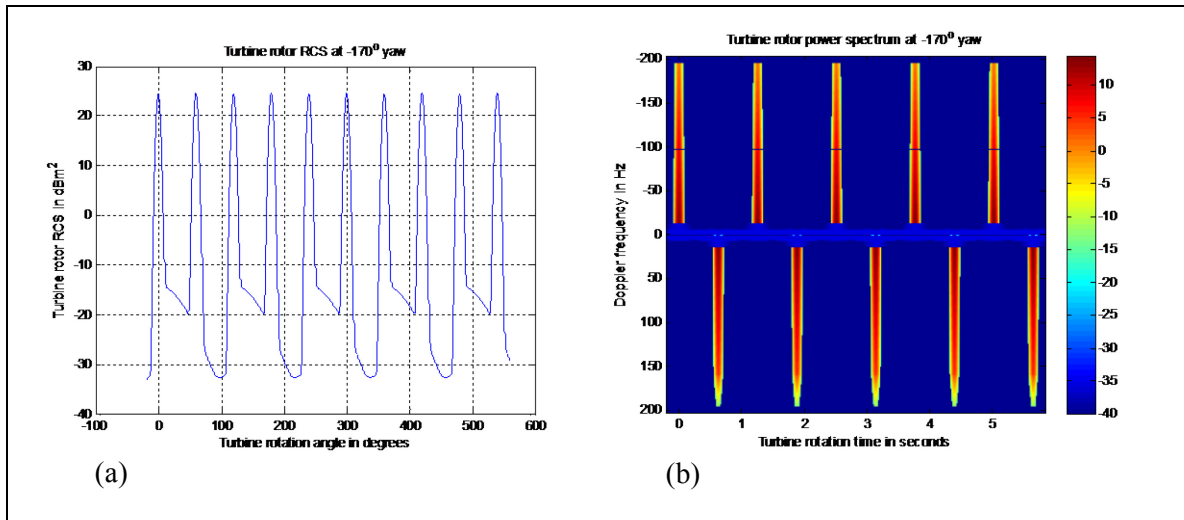 Turbine rotor RCS at -170⁰ yaw
30
20
10
0
-10
-20
-30
-40
-100 0 100 200 300 400 500 600
Turbine rotor RCS in dBm²
Turbine rotation angle in degrees
(a)
Turbine rotor power spectrum at -170⁰ yaw
-200
-150
-100
-50
0
50
100
150
200
0 1 2 3 4 5
Doppler frequency in Hz
Turbine rotation time in seconds
10
5
0
-5
-10
-15
-20
-25
-30
-35
-40
(b)